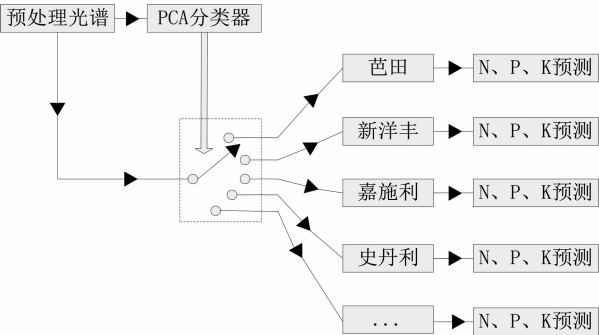 预处理光谱
PCA分类器
芭田
N、P、K预测
新洋丰
N、P、K预测
嘉施利
N、P、K预测
史丹利
N、P、K预测
...
N、P、K预测